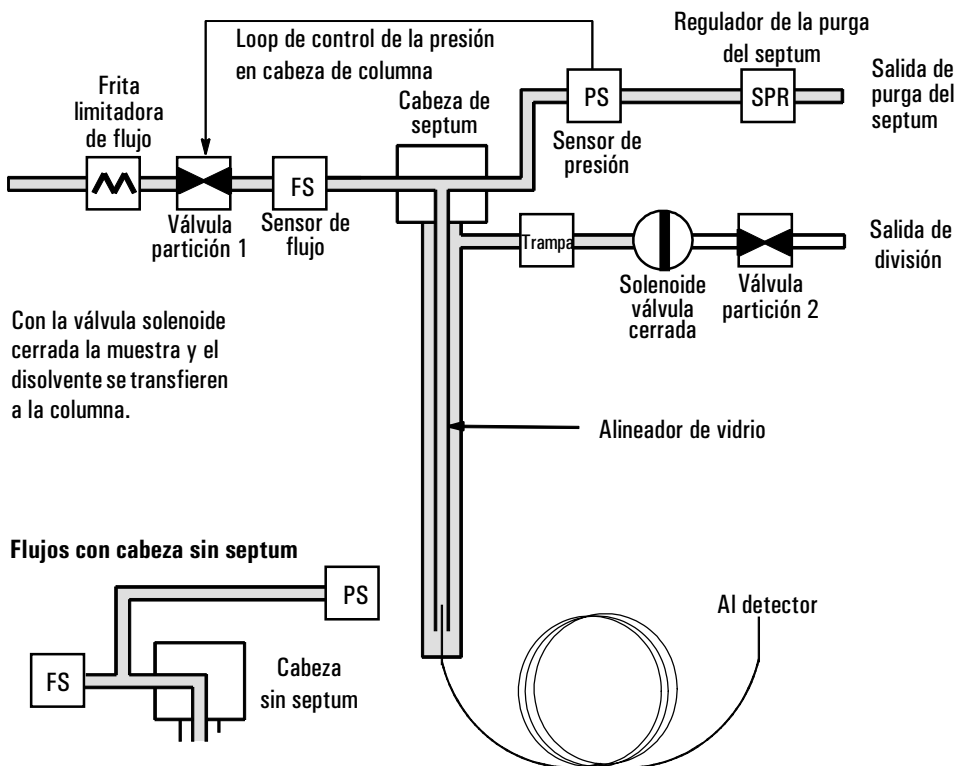 Loop de control de la presión
en cabeza de columna
Regulador de la purga
del septum
Salida de
purga del
septum
Frita
limitadora
de flujo
Cabeza de
septum
PS
SPR
Sensor de
presión
FS
Válvula
partición 1
Sensor de
flujo
Trampa
Salida de
división
Solenoide
válvula
cerrada
Válvula
partición 2
Con la válvula solenoide
cerrada la muestra y el
disolvente se transfieren
a la columna.
Alineador de vidrio
Flujos con cabeza sin septum
PS
Al detector
FS
Cabeza
sin septum